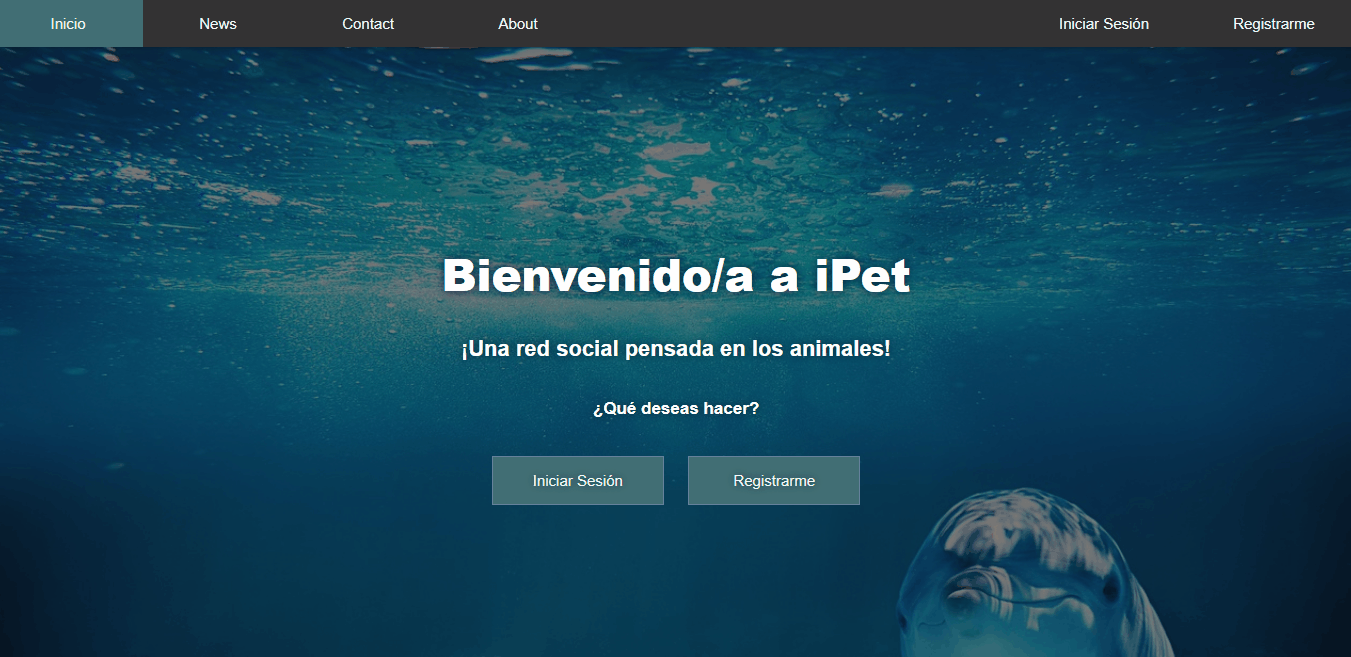 Inicio News Contact About Iniciar Sesión Registrarme
Bienvenido/a a iPet
¡Una red social pensada en los animales!
¿Qué deseas hacer?
Iniciar Sesión Registrarme